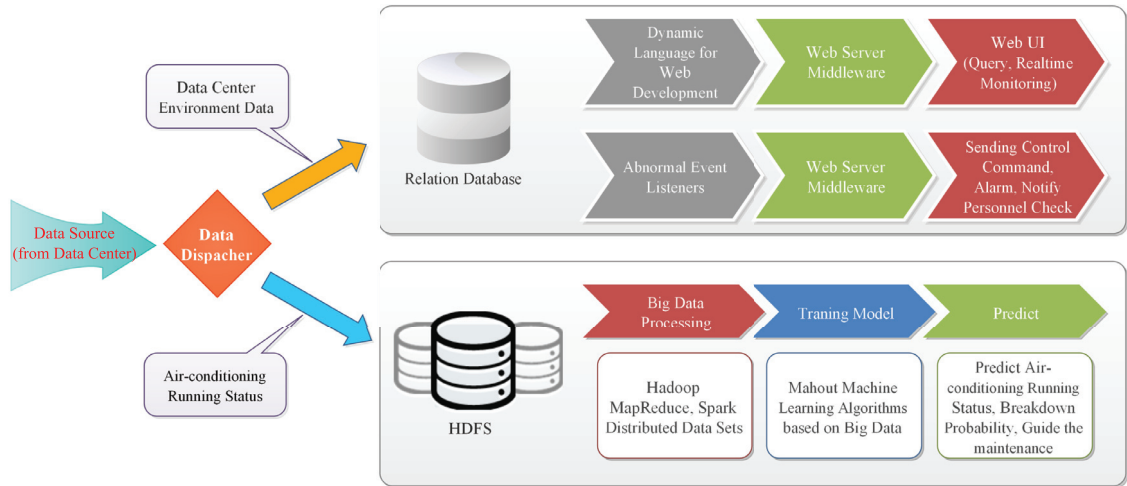 Data Source
(from Data Center)
Data
Dispacher
Data Center
Environment Data
Air-conditioning
Running Status
Relation Database
Dynamic
Language for
Web
Development
Web Server
Middleware
Web UI
(Query, Realtime
Monitoring)
Abnormal Event
Listeners
Web Server
Middleware
Sending Control
Command,
Alarm, Notify
Personnel Check
HDFS
Big Data
Processing
Traning Model
Predict
Hadoop
MapReduce, Spark
Distributed Data Sets
Mahout Machine
Learning Algorithms
based on Big Data
Predict Air-
conditioning Running
Status, Breakdown
Probability, Guide the
maintenance